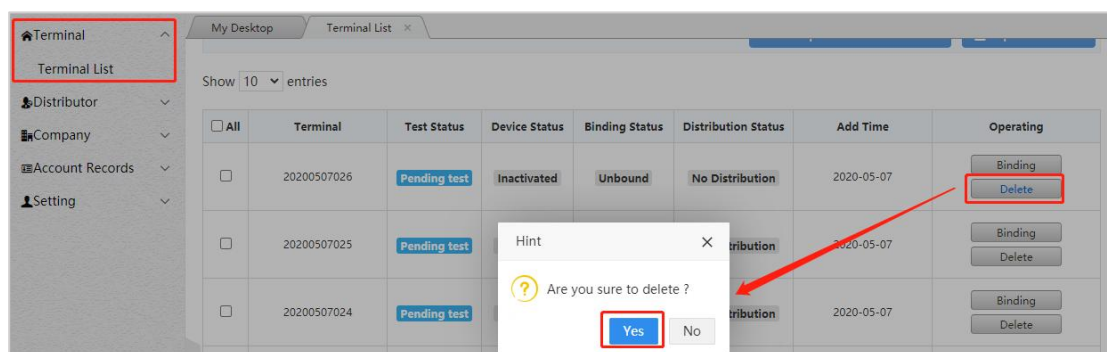 My Desktop Terminal List ×
Terminal
Terminal List
Distributor
Company
Account Records
Setting
Show 10 entries
All Terminal Test Status Device Status Binding Status Distribution Status Add Time Operating
20200507026 Pending test Inactivated Unbound No Distribution 2020-05-07 Binding
Delete
20200507025 Pending test tribution 2020-05-07 Binding
Delete
Hint ×
? Are you sure to delete ?
Yes No
20200507024 Pending test tribution 2020-05-07 Binding
Delete